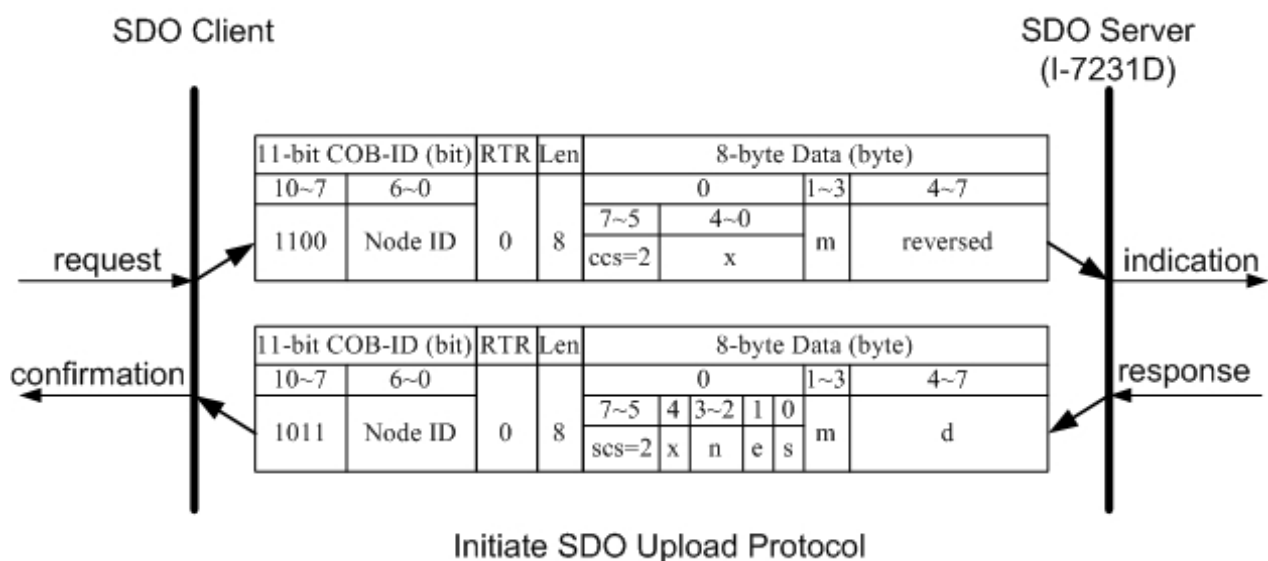 SDO Client
SDO Server
(I-7231D)
11-bit COB-ID (bit) RTR Len 8-byte Data (byte)
10~7 6~0 0 1~3 4~7
7~5 4~0
1100 Node ID 0 8 m reversed
ccs=2 x
request
indication
11-bit COB-ID (bit) RTR Len 8-byte Data (byte)
10~7 6~0 0 1~3 4~7
7~5 4 3~2 1 0
1011 Node ID 0 8 m d
scs=2 x n e s
confirmation
response
Initiate SDO Upload Protocol